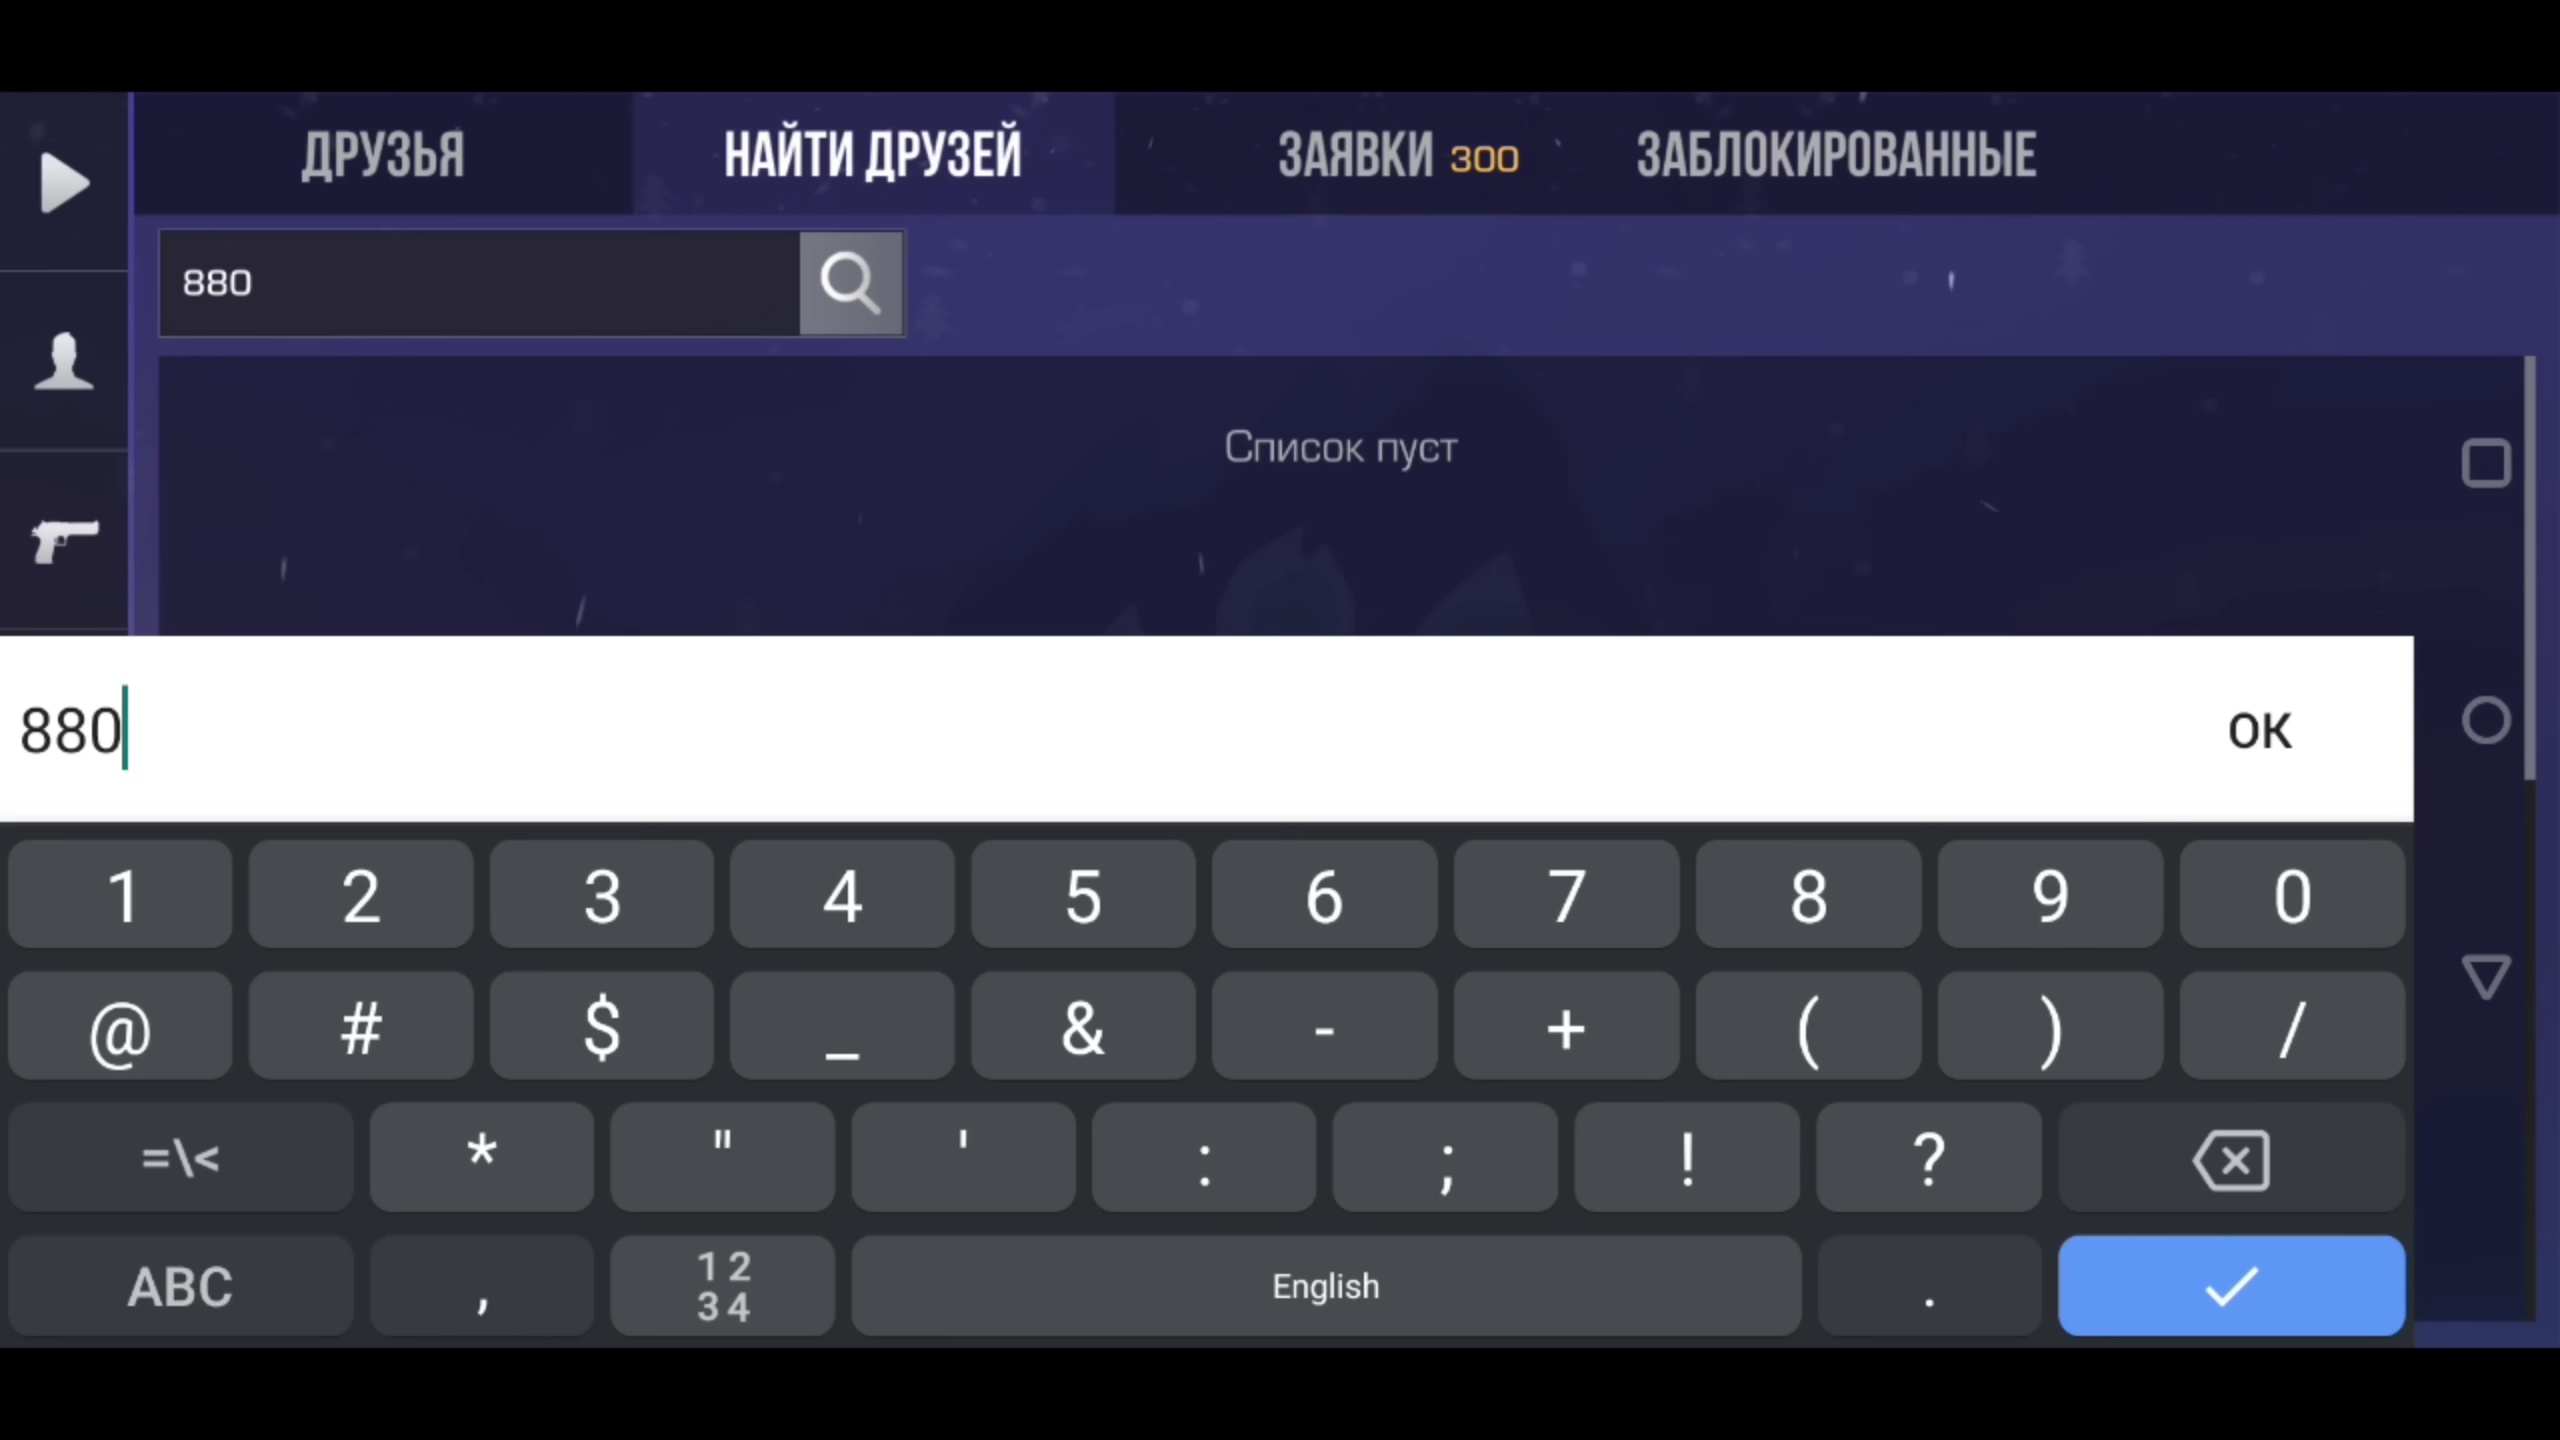 ДРУЗЬЯ НАЙТИ ДРУЗЕЙ ЗАЯВКИ 300 ЗАБЛОКИРОВАННЫЕ
880
Список пуст
880 OK
1 2 3 4 5 6 7 8 9 0
@ # $ _ & - + ( ) /
=\< * " ' : ; ! ?
ABC , 12 34 English .